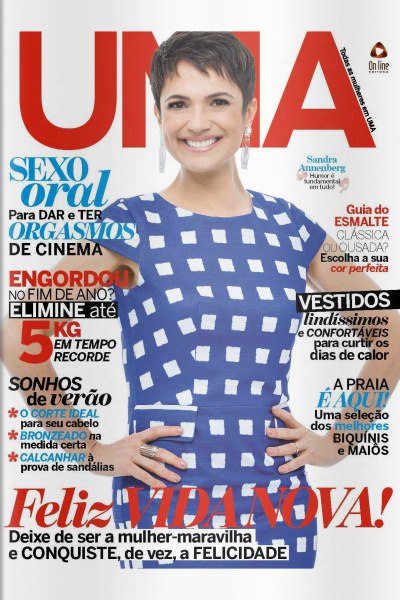 UMA
Todas as mulheres em UMA
On line
EDITORA
SEXO
oral
Para DAR e TER
ORGASMOS
DE CINEMA
ENGORDOU
NO FIM DE ANO?
ELIMINE até
5 KG
EM TEMPO
RECORDE
SONHOS
de verão
* O CORTE IDEAL
para seu cabelo
* BRONZEADO na
medida certa
* CALCANHAR à
prova de sandálias
Sandra
Annenberg
Humor é
fundamental
em tudo!
Guia do
ESMALTE
CLÁSSICA
OU OUSADA?
Escolha a sua
cor perfeita
VESTIDOS
lindíssimos
e CONFORTÁVEIS
para curtir os
dias de calor
A PRAIA
É AQUI!
Uma seleção
dos melhores
BIQUÍNIS
e MAIÔS
Feliz VIDA NOVA!
Deixe de ser a mulher-maravilha
e CONQUISTE, de vez, a FELICIDADE